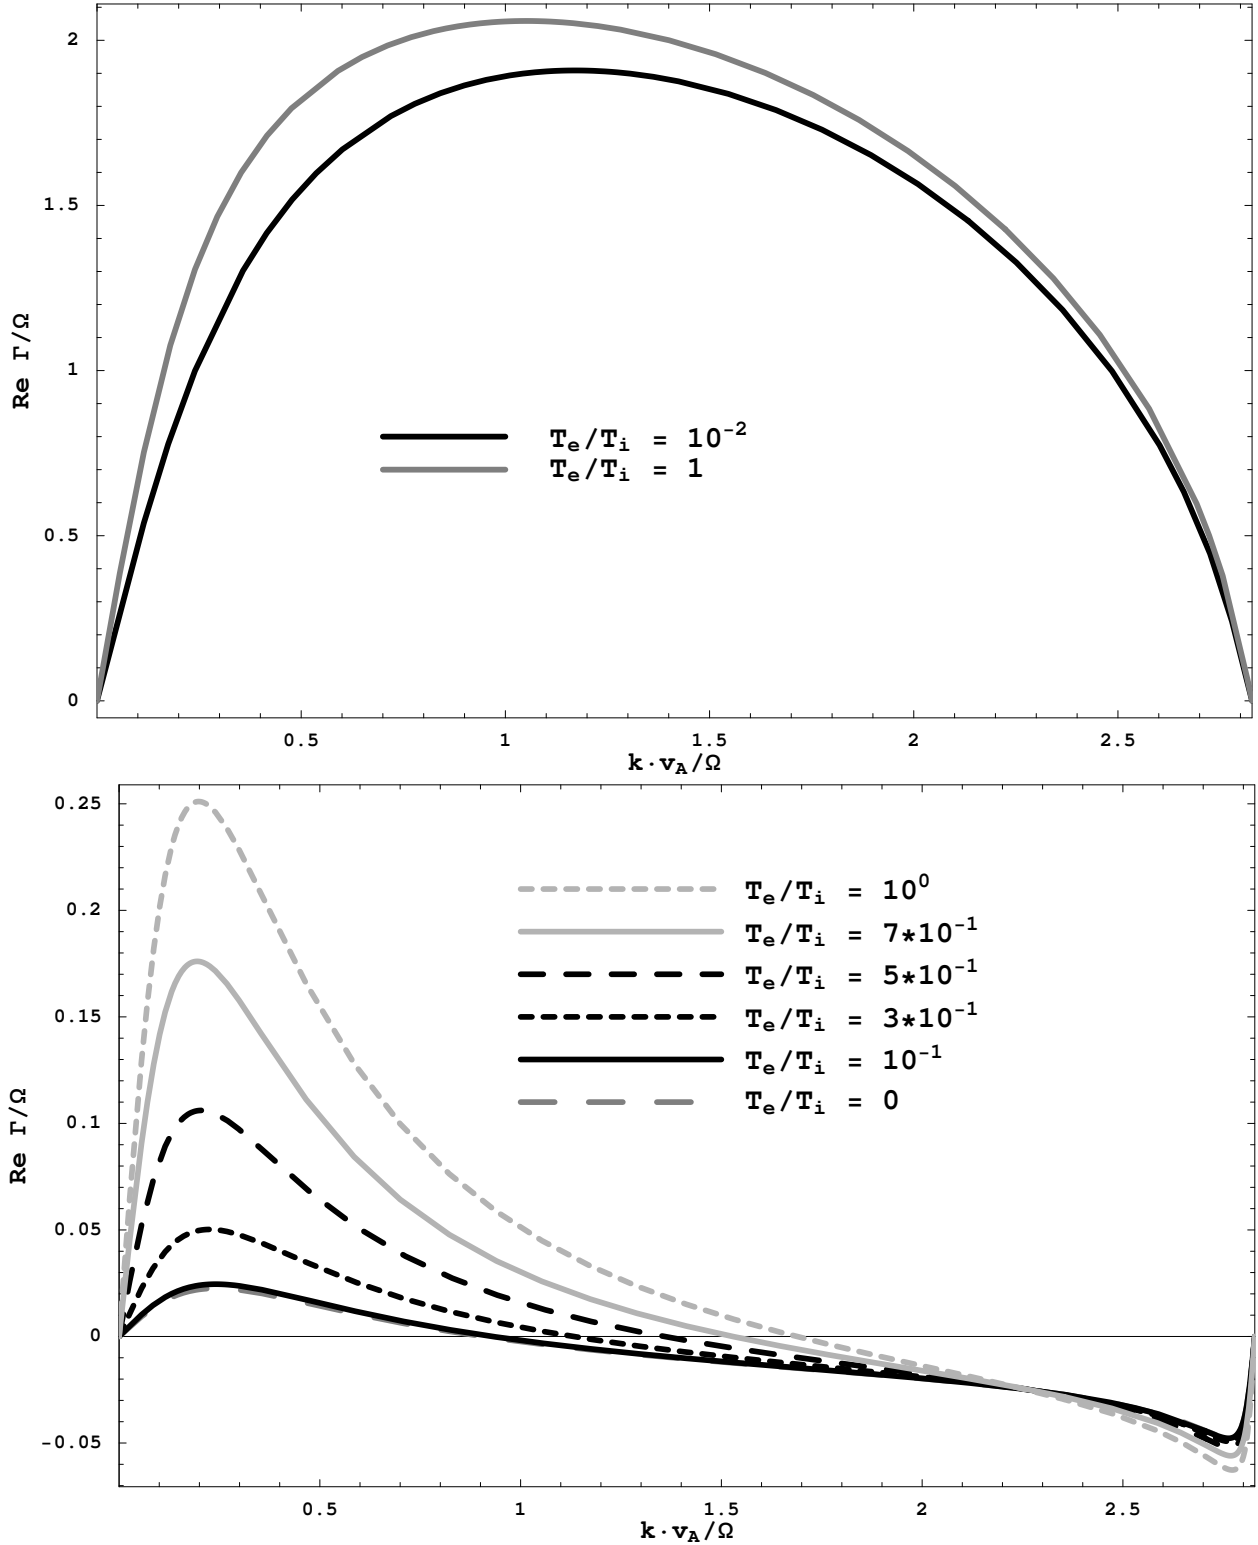 2
1.5
1
0.5
0
Re Γ/Ω
T_e/T_i = 10^-2
T_e/T_i = 1
0.5 1 1.5 2 2.5
k·v_A/Ω
0.25
0.2
0.15
0.1
0.05
0
-0.05
Re Γ/Ω
T_e/T_i = 10^0
T_e/T_i = 7*10^-1
T_e/T_i = 5*10^-1
T_e/T_i = 3*10^-1
T_e/T_i = 10^-1
T_e/T_i = 0
0.5 1 1.5 2 2.5
k·v_A/Ω